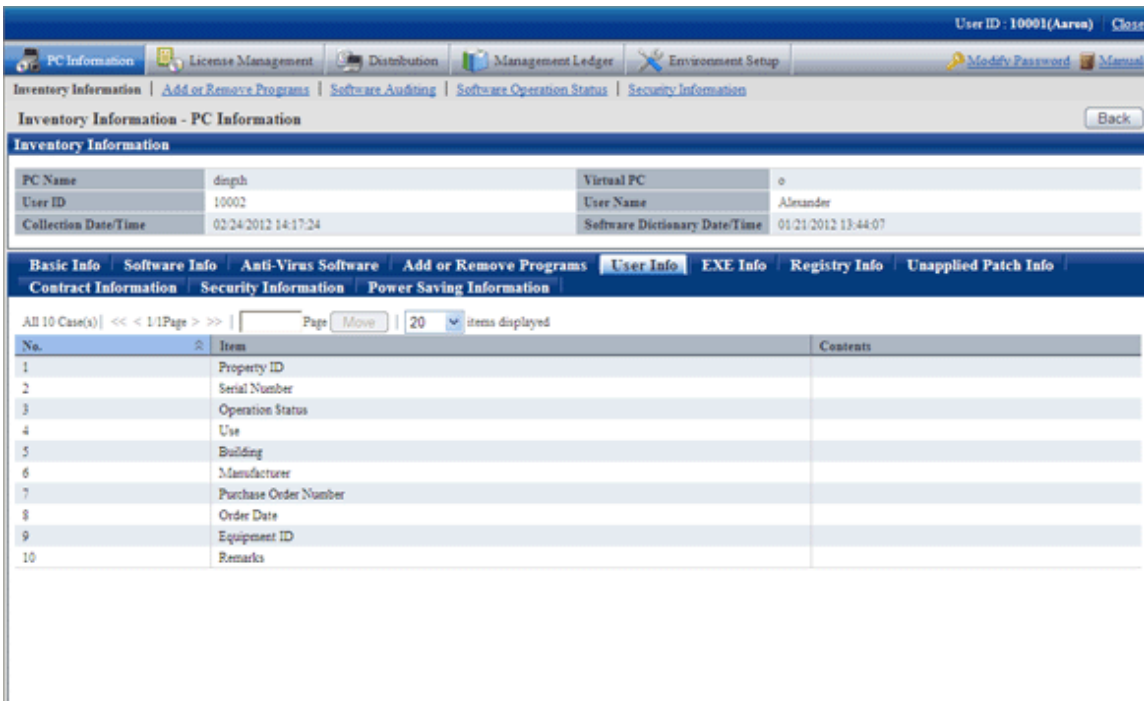 User ID : 10001(Aaron) Close
PC Information License Management Distribution Management Ledger Environment Setup Modify Password Manual
Inventory Information | Add or Remove Programs | Software Auditing | Software Operation Status | Security Information
Inventory Information - PC Information Back
Inventory Information
PC Name dingzh Virtual PC o
User ID 10002 User Name Alexander
Collection Date/Time 02/24/2012 14:17:24 Software Dictionary Date/Time 01/21/2012 13:44:07
Basic Info Software Info Anti-Virus Software Add or Remove Programs User Info EXE Info Registry Info Unapplied Patch Info
Contract Information Security Information Power Saving Information
All 10 Case(s) | << < 1/1Page > >> | Page Move | 20 items displayed
No. Item Contents
1 Property ID
2 Serial Number
3 Operation Status
4 Use
5 Building
6 Manufacturer
7 Purchase Order Number
8 Order Date
9 Equipment ID
10 Remarks